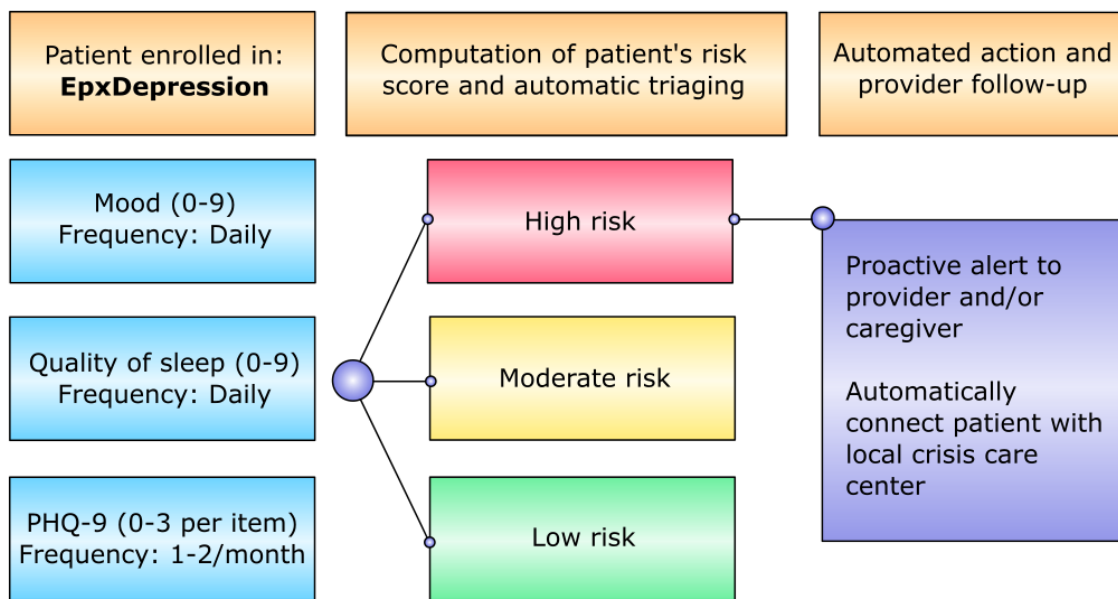 Patient enrolled in:
EpxDepression
Computation of patient's risk
score and automatic triaging
Automated action and
provider follow-up
Mood (0-9)
Frequency: Daily
Quality of sleep (0-9)
Frequency: Daily
PHQ-9 (0-3 per item)
Frequency: 1-2/month
High risk
Moderate risk
Low risk
Proactive alert to
provider and/or
caregiver
Automatically
connect patient with
local crisis care
center